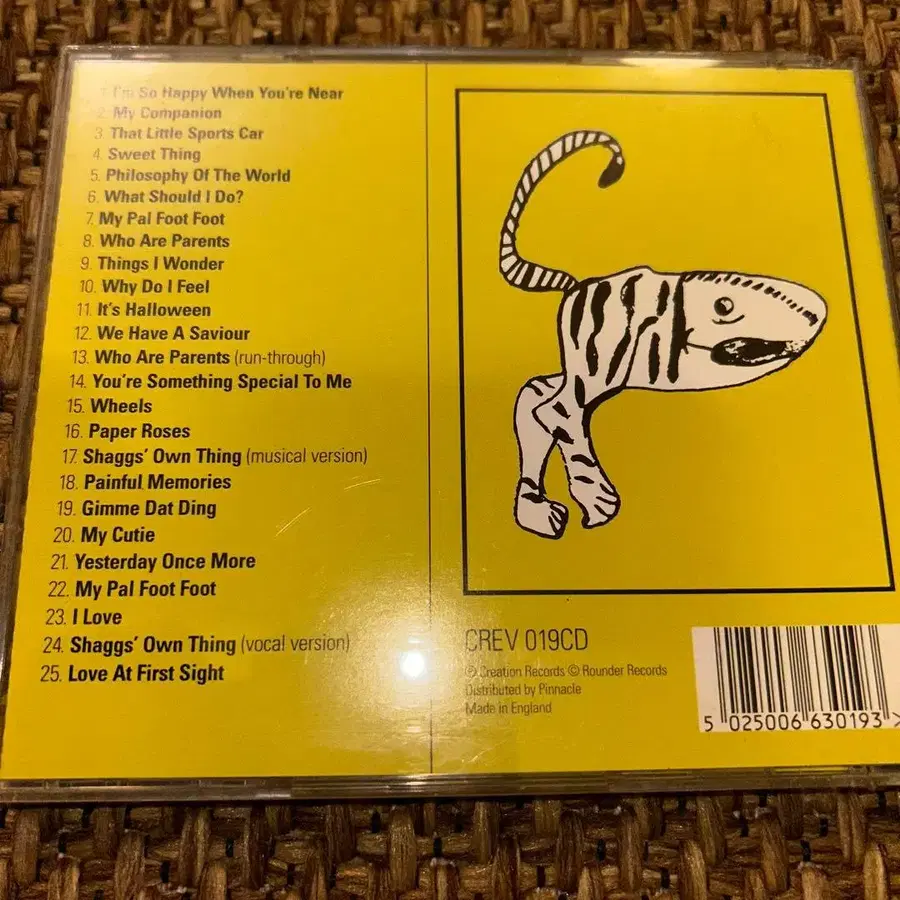 1. I'm So Happy When You're Near
2. My Companion
3. That Little Sports Car
4. Sweet Thing
5. Philosophy Of The World
6. What Should I Do?
7. My Pal Foot Foot
8. Who Are Parents
9. Things I Wonder
10. Why Do I Feel
11. It's Halloween
12. We Have A Saviour
13. Who Are Parents (run-through)
14. You're Something Special To Me
15. Wheels
16. Paper Roses
17. Shaggs' Own Thing (musical version)
18. Painful Memories
19. Gimme Dat Ding
20. My Cutie
21. Yesterday Once More
22. My Pal Foot Foot
23. I Love
24. Shaggs' Own Thing (vocal version)
25. Love At First Sight
CREV 019CD
℗ Creation Records © Rounder Records
Distributed by Pinnacle
Made in England
5 025006 630193 >